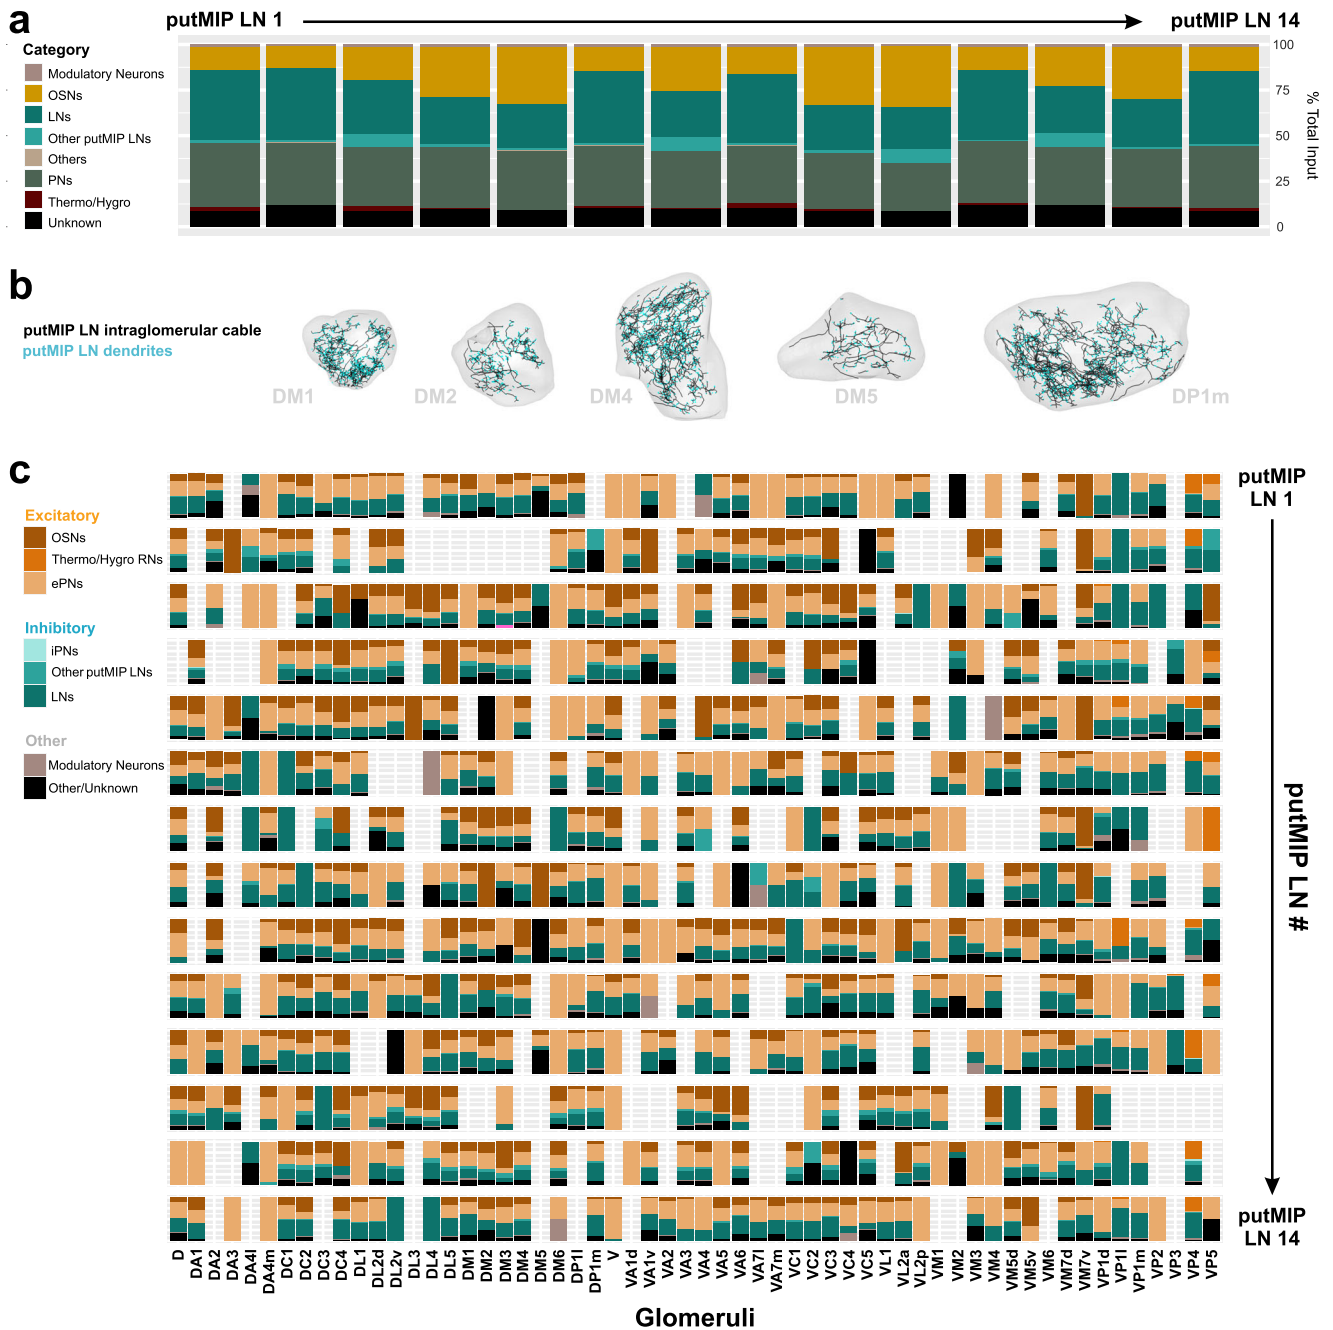 a
putMIP LN 1
putMIP LN 14
Category
Modulatory Neurons
OSNs
LNs
Other putMIP LNs
Others
PNs
Thermo/Hygro
Unknown
100
75
50
25
0
% Total Input
b
putMIP LN intraglomerular cable
putMIP LN dendrites
DM1
DM2
DM4
DM5
DP1m
c
Excitatory
OSNs
Thermo/Hygro RNs
ePNs
Inhibitory
iPNs
Other putMIP LNs
LNs
Other
Modulatory Neurons
Other/Unknown
putMIP
LN 1
putMIP LN #
putMIP
LN 14
D
DA1
DA2
DA3
DA4l
DA4m
DC1
DC2
DC3
DC4
DL1
DL2d
DL2v
DL3
DL4
DL5
DM1
DM2
DM3
DM4
DM5
DM6
DP1l
DP1m
V
VA1d
VA1v
VA2
VA3
VA4
VA5
VA6
VA7l
VA7m
VC1
VC2
VC3
VC4
VC5
VL1
VL2a
VL2p
VM1
VM2
VM3
VM4
VM5d
VM5v
VM6
VM7d
VM7v
VP1d
VP1l
VP1m
VP2
VP3
VP4
VP5
Glomeruli